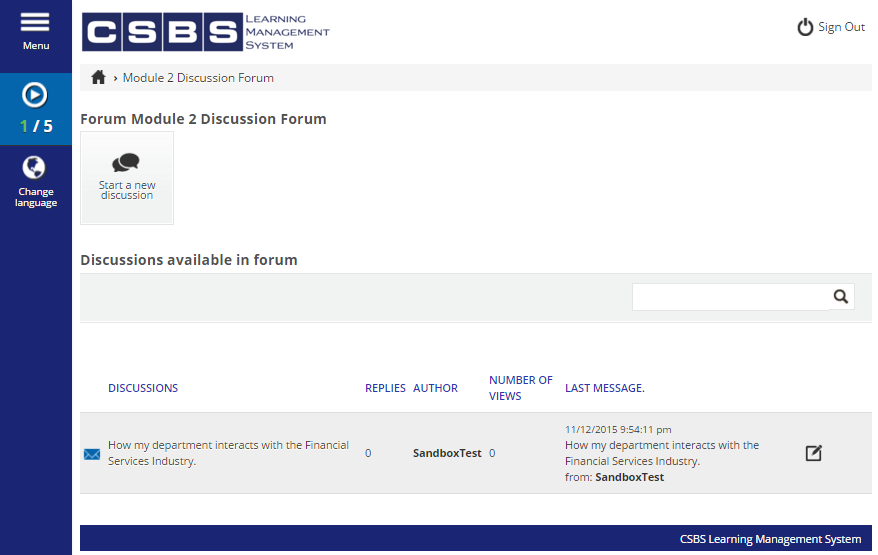 Menu
CSBS
LEARNING
MANAGEMENT
SYSTEM
Sign Out
› Module 2 Discussion Forum
1 / 5
Change
language
Forum Module 2 Discussion Forum
Start a new
discussion
Discussions available in forum
DISCUSSIONS REPLIES AUTHOR NUMBER OF
VIEWS LAST MESSAGE.
How my department interacts with the Financial
Services Industry.
0
SandboxTest
0
11/12/2015 9:54:11 pm
How my department interacts with the
Financial Services Industry.
from: SandboxTest
CSBS Learning Management System